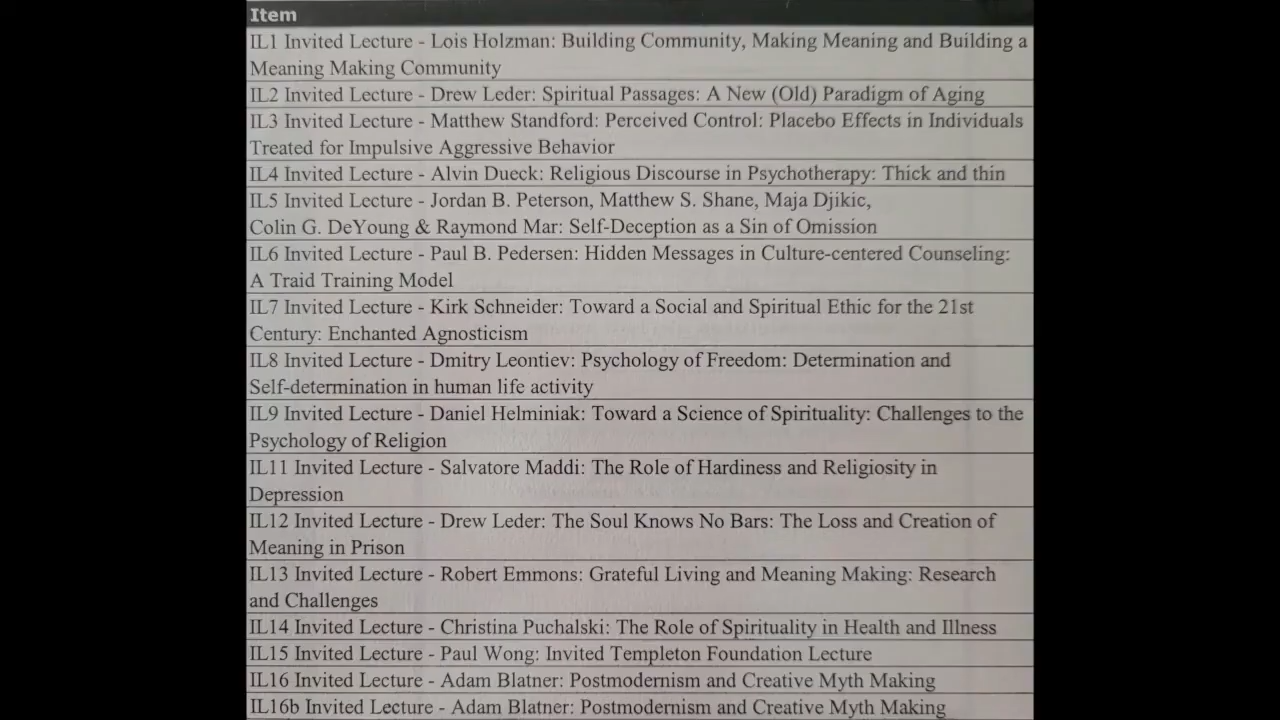 Item
IL1 Invited Lecture - Lois Holzman: Building Community, Making Meaning and Building a
Meaning Making Community
IL2 Invited Lecture - Drew Leder: Spiritual Passages: A New (Old) Paradigm of Aging
IL3 Invited Lecture - Matthew Standford: Perceived Control: Placebo Effects in Individuals
Treated for Impulsive Aggressive Behavior
IL4 Invited Lecture - Alvin Dueck: Religious Discourse in Psychotherapy: Thick and thin
IL5 Invited Lecture - Jordan B. Peterson, Matthew S. Shane, Maja Djikic,
Colin G. DeYoung & Raymond Mar: Self-Deception as a Sin of Omission
IL6 Invited Lecture - Paul B. Pedersen: Hidden Messages in Culture-centered Counseling:
A Traid Training Model
IL7 Invited Lecture - Kirk Schneider: Toward a Social and Spiritual Ethic for the 21st
Century: Enchanted Agnosticism
IL8 Invited Lecture - Dmitry Leontiev: Psychology of Freedom: Determination and
Self-determination in human life activity
IL9 Invited Lecture - Daniel Helminiak: Toward a Science of Spirituality: Challenges to the
Psychology of Religion
IL11 Invited Lecture - Salvatore Maddi: The Role of Hardiness and Religiosity in
Depression
IL12 Invited Lecture - Drew Leder: The Soul Knows No Bars: The Loss and Creation of
Meaning in Prison
IL13 Invited Lecture - Robert Emmons: Grateful Living and Meaning Making: Research
and Challenges
IL14 Invited Lecture - Christina Puchalski: The Role of Spirituality in Health and Illness
IL15 Invited Lecture - Paul Wong: Invited Templeton Foundation Lecture
IL16 Invited Lecture - Adam Blatner: Postmodernism and Creative Myth Making
IL16b Invited Lecture - Adam Blatner: Postmodernism and Creative Myth Making